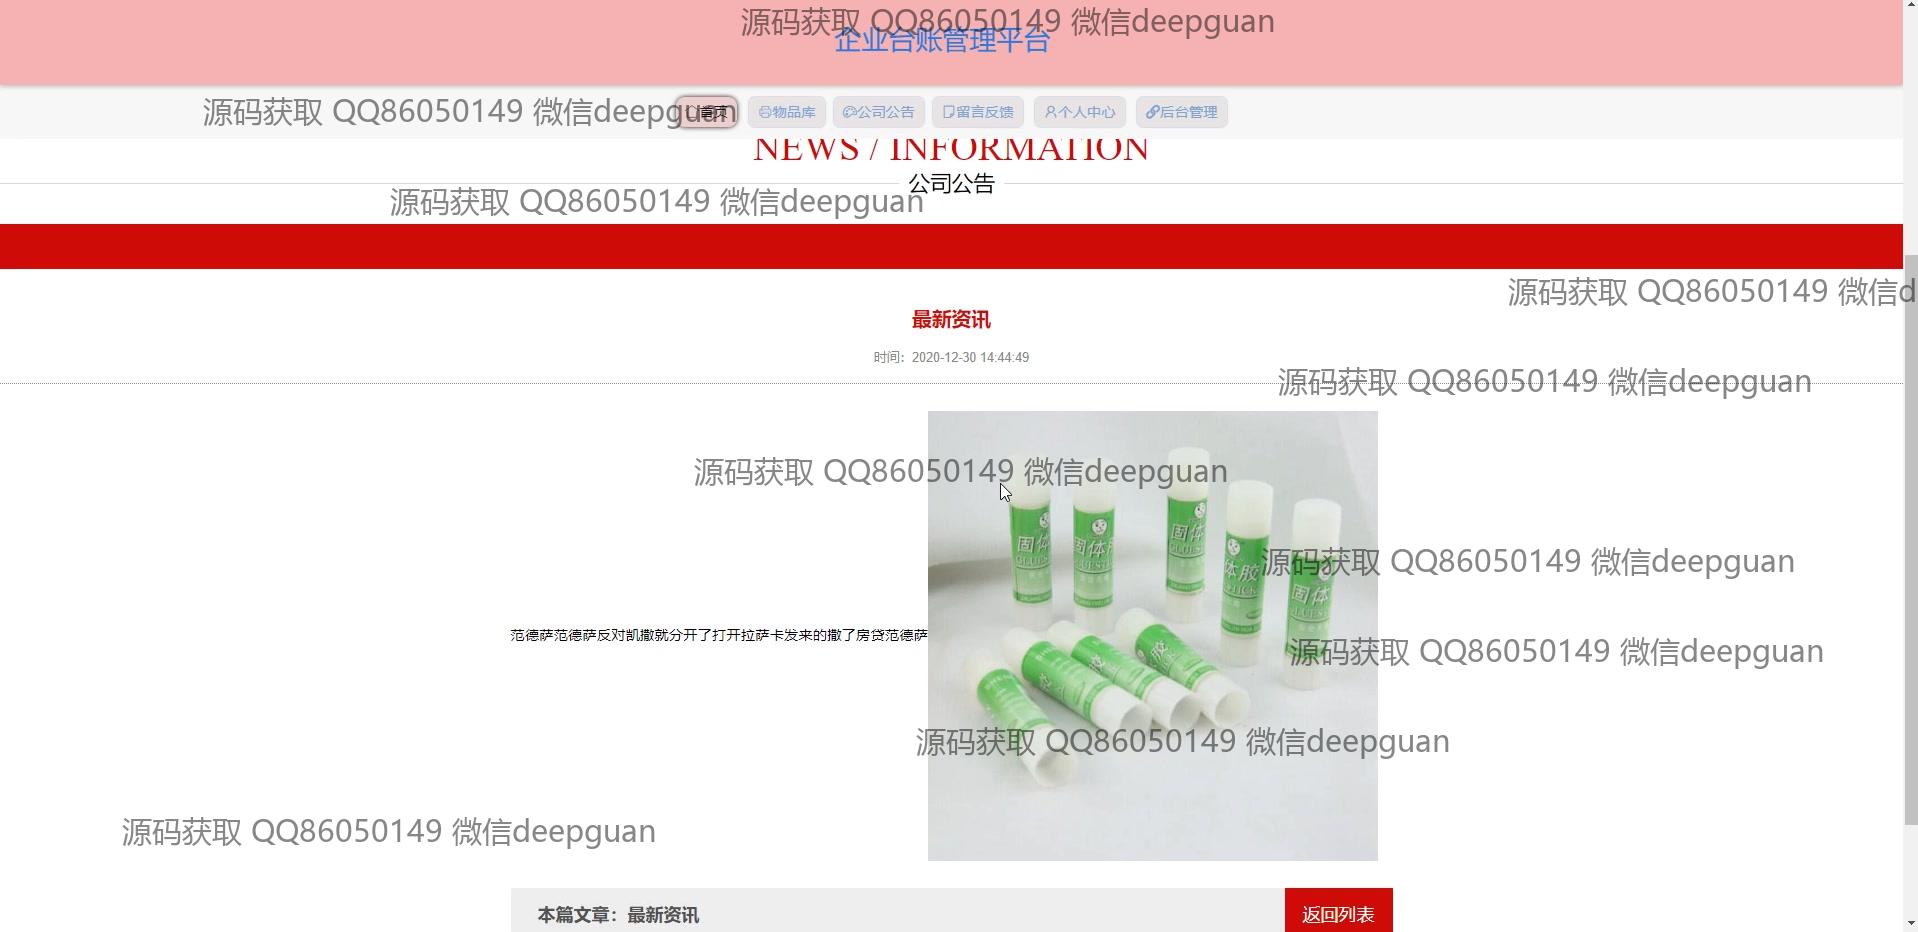 源码获取 QQ86050149 微信deepguan
企业台账管理平台
源码获取 QQ86050149 微信deepguan
首页 物品库 公司公告 留言反馈 个人中心 后台管理
NEWS / INFORMATION
公司公告
源码获取 QQ86050149 微信deepguan
源码获取 QQ86050149 微信d
最新资讯
时间：2020-12-30 14:44:49
源码获取 QQ86050149 微信deepguan
源码获取 QQ86050149 微信deepguan
固体
固体胶
固体
体胶
固体
源码获取 QQ86050149 微信deepguan
范德萨范德萨反对凯撒就分开了打开拉萨卡发来的撒了房贷范德萨
胶
源码获取 QQ86050149 微信deepguan
源码获取 QQ86050149 微信deepguan
源码获取 QQ86050149 微信deepguan
本篇文章：最新资讯
返回列表